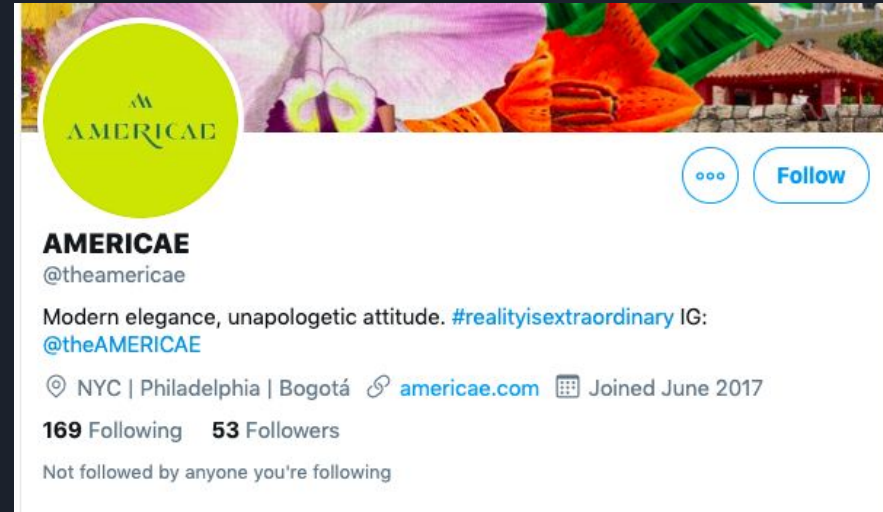 AMERICAE
Follow
AMERICAE
@theamericae
Modern elegance, unapologetic attitude. #realityisextraordinary IG:
@theAMERICAE
NYC | Philadelphia | Bogotá americae.com Joined June 2017
169 Following 53 Followers
Not followed by anyone you're following